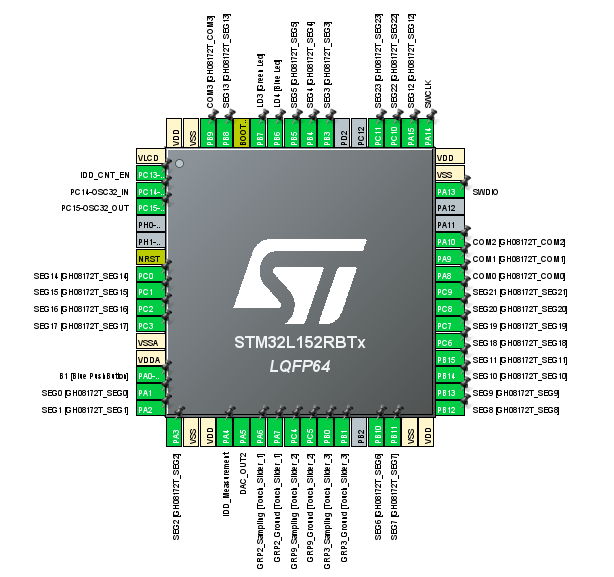 COM3 [GH08172T_COM3]
SEG13 [GH08172T_SEG13]
LD3 [Green Led]
LD4 [Blue Led]
SEG5 [GH08172T_SEG5]
SEG4 [GH08172T_SEG4]
SEG3 [GH08172T_SEG3]
SEG23 [GH08172T_SEG23]
SEG22 [GH08172T_SEG22]
SEG12 [GH08172T_SEG12]
SWCLK
VDD
VSS
PB9
PB8
BOOT..
PB7
PB6
PB5
PB4
PB3
PD2
PC12
PC11
PC10
PA15
PA14
VLCD
IDD_CNT_EN PC13-..
PC14-OSC32_IN PC14-..
PC15-OSC32_OUT PC15-..
PH0-..
PH1-..
NRST
SEG14 [GH08172T_SEG14] PC0
SEG15 [GH08172T_SEG15] PC1
SEG16 [GH08172T_SEG16] PC2
SEG17 [GH08172T_SEG17] PC3
VSSA
VDDA
B1 [Blue PushButton] PA0-..
SEG0 [GH08172T_SEG0] PA1
SEG1 [GH08172T_SEG1] PA2
STM32L152RBTx
LQFP64
VDD
VSS
PA13 SWDIO
PA12
PA11
PA10 COM2 [GH08172T_COM2]
PA9 COM1 [GH08172T_COM1]
PA8 COM0 [GH08172T_COM0]
PC9 SEG21 [GH08172T_SEG21]
PC8 SEG20 [GH08172T_SEG20]
PC7 SEG19 [GH08172T_SEG19]
PC6 SEG18 [GH08172T_SEG18]
PB15 SEG11 [GH08172T_SEG11]
PB14 SEG10 [GH08172T_SEG10]
PB13 SEG9 [GH08172T_SEG9]
PB12 SEG8 [GH08172T_SEG8]
PA3
VSS
VDD
PA4
PA5
PA6
PA7
PC4
PC5
PB0
PB1
PB2
PB10
PB11
VSS
VDD
SEG2 [GH08172T_SEG2]
IDD_Measurement
DAC_OUT2
GRP2_Sampling [Touch_Slider_1]
GRP2_Ground [Touch_Slider_1]
GRP9_Sampling [Touch_Slider_2]
GRP9_Ground [Touch_Slider_2]
GRP3_Sampling [Touch_Slider_3]
GRP3_Ground [Touch_Slider_3]
SEG6 [GH08172T_SEG6]
SEG7 [GH08172T_SEG7]